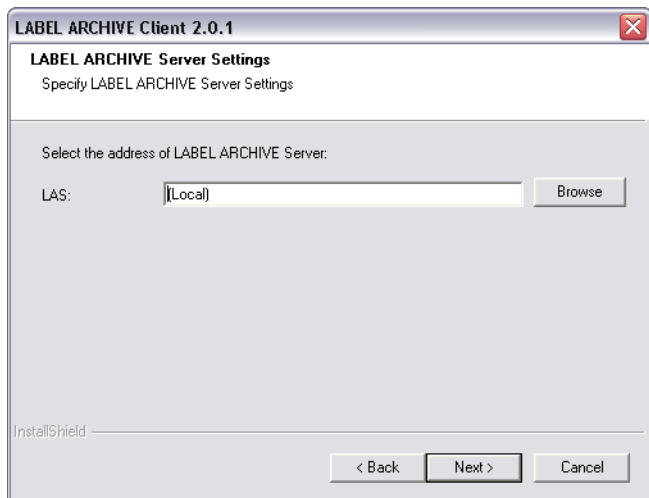 LABEL ARCHIVE Client 2.0.1
LABEL ARCHIVE Server Settings
Specify LABEL ARCHIVE Server Settings
Select the address of LABEL ARCHIVE Server:
LAS: (Local) Browse
InstallShield
< Back Next > Cancel